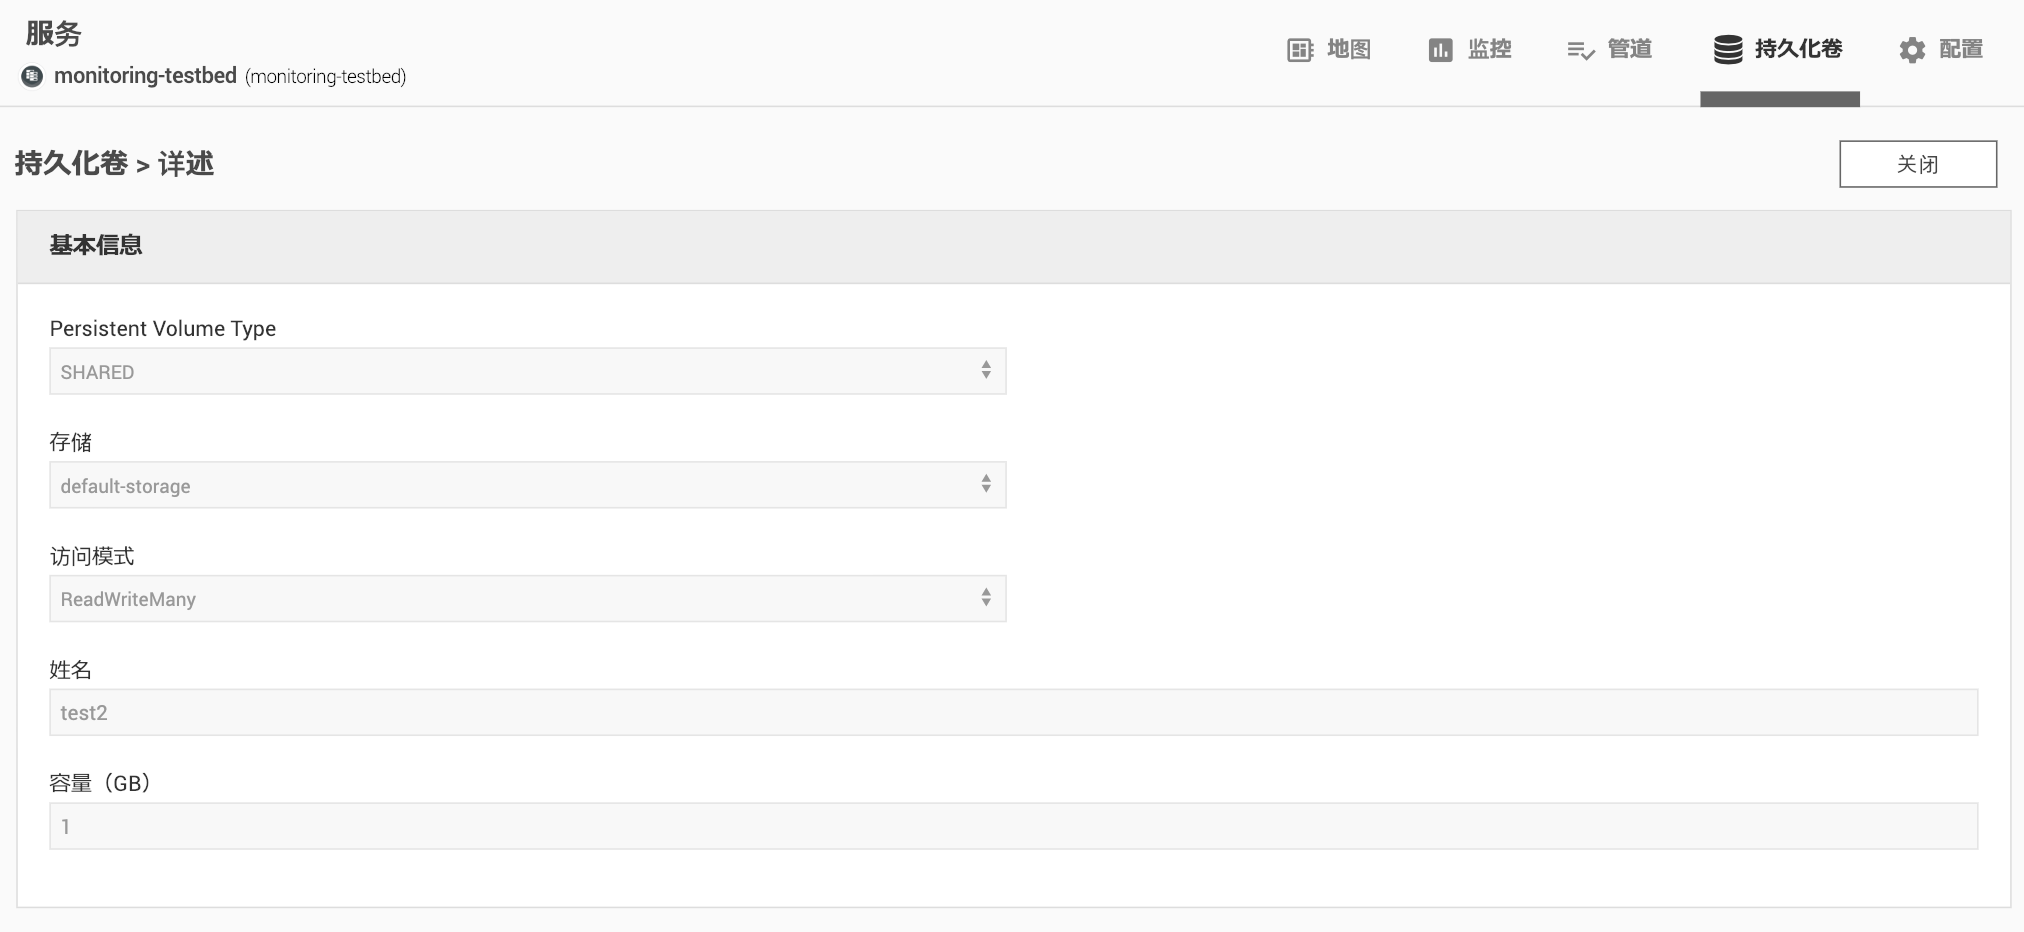 服务
monitoring-testbed (monitoring-testbed)
地图 监控 管道 持久化卷 配置
持久化卷 > 详述
关闭
基本信息
Persistent Volume Type
SHARED
存储
default-storage
访问模式
ReadWriteMany
姓名
test2
容量（GB）
1